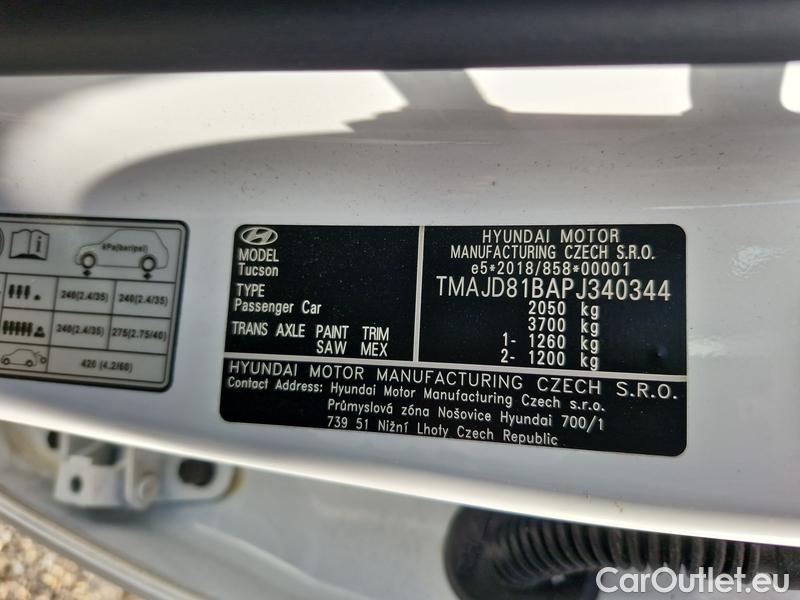 kPa(bar/psi)
240(2.4/35) 240(2.4/35)
240(2.4/35) 275(2.75/40)
420 (4.2/60)
MODEL
Tucson
TYPE
Passenger Car
TRANS AXLE PAINT TRIM
SAW MEX
HYUNDAI MOTOR
MANUFACTURING CZECH S.R.O.
e5*2018/858*00001
TMAJD81BAPJ340344
2050 kg
3700 kg
1- 1260 kg
2- 1200 kg
HYUNDAI MOTOR MANUFACTURING CZECH S.R.O.
Contact Address: Hyundai Motor Manufacturing Czech s.r.o.
Průmyslová zóna Nošovice Hyundai 700/1
739 51 Nižní Lhoty Czech Republic
CarOutlet.eu